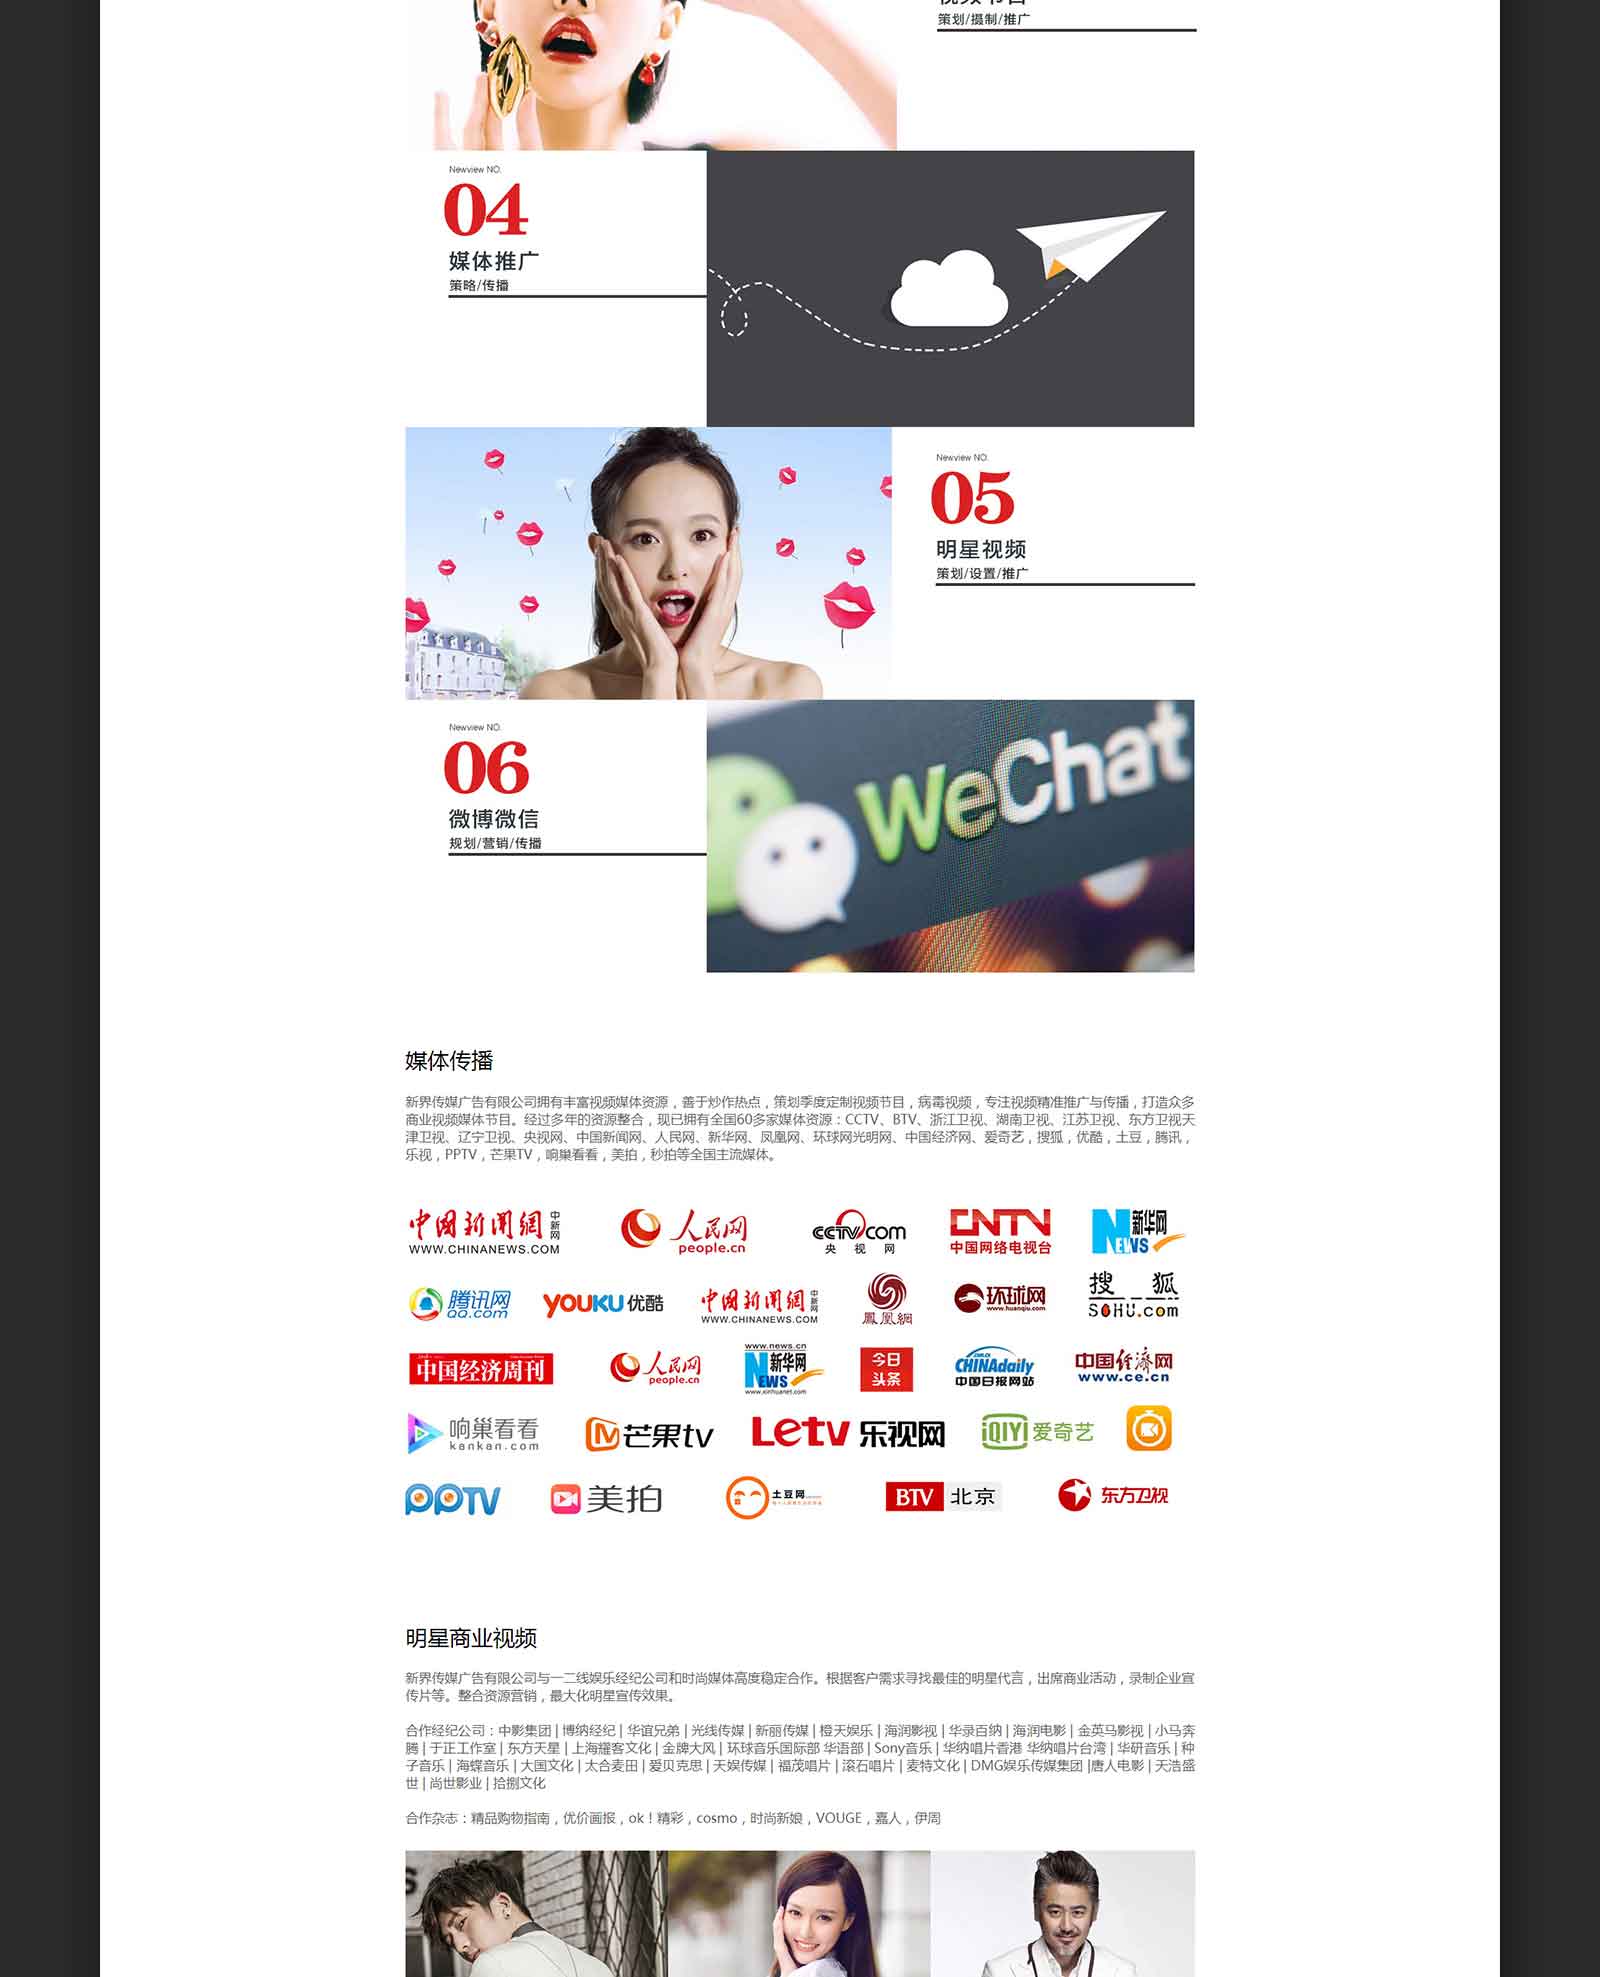 策划/摄制/推广
Newview NO.
04
媒体推广
策略/传播
Newview NO.
05
明星视频
策划/设置/推广
Newview NO.
06
微博微信
规划/营销/传播
WeChat
媒体传播
新界传媒广告有限公司拥有丰富视频媒体资源，善于炒作热点，策划季度定制视频节目，病毒视频，专注视频精准推广与传播，打造众多
商业视频媒体节目。经过多年的资源整合，现已拥有全国60多家媒体资源：CCTV、BTV、浙江卫视、湖南卫视、江苏卫视、东方卫视天
津卫视、辽宁卫视、央视网、中国新闻网、人民网、新华网、凤凰网、环球网光明网、中国经济网、爱奇艺，搜狐，优酷，土豆，腾讯，
乐视，PPTV，芒果TV，响巢看看，美拍，秒拍等全国主流媒体。
中国新闻網 中新网
WWW.CHINANEWS.COM
人民网
people.cn
CCTV.com
央视网
CNTV
中国网络电视台
NEWS 新华网
腾讯网
QQ.com
YOUKU 优酷
中国新闻網 中新网
WWW.CHINANEWS.COM
鳳凰網
环球网
www.huanqiu.com
搜狐
SOHU.com
中国经济周刊
人民网
people.cn
www.news.cn
NEWS 新华网
www.xinhuanet.com
今日
头条
CHINAdaily
中国日报网站
中国经济网
www.ce.cn
响巢看看
kankan.com
芒果tv
Letv 乐视网
iQIYI 爱奇艺
PPTV
美拍
土豆网
BTV 北京
东方卫视
明星商业视频
新界传媒广告有限公司与一二线娱乐经纪公司和时尚媒体高度稳定合作。根据客户需求寻找最佳的明星代言，出席商业活动，录制企业宣
传片等。整合资源营销，最大化明星宣传效果。
合作经纪公司：中影集团 | 博纳经纪 | 华谊兄弟 | 光线传媒 | 新丽传媒 | 橙天娱乐 | 海润影视 | 华录百纳 | 海润电影 | 金英马影视 | 小马奔
腾 | 于正工作室 | 东方天星 | 上海耀客文化 | 金牌大风 | 环球音乐国际部 华语部 | Sony音乐 | 华纳唱片香港 华纳唱片台湾 | 华研音乐 | 种
子音乐 | 海蝶音乐 | 大国文化 | 太合麦田 | 爱贝克思 | 天娱传媒 | 福茂唱片 | 滚石唱片 | 麦特文化 | DMG娱乐传媒集团 |唐人电影 | 天浩盛
世 | 尚世影业 | 拾捌文化
合作杂志：精品购物指南，优价画报，ok！精彩，cosmo，时尚新娘，VOUGE，嘉人，伊周